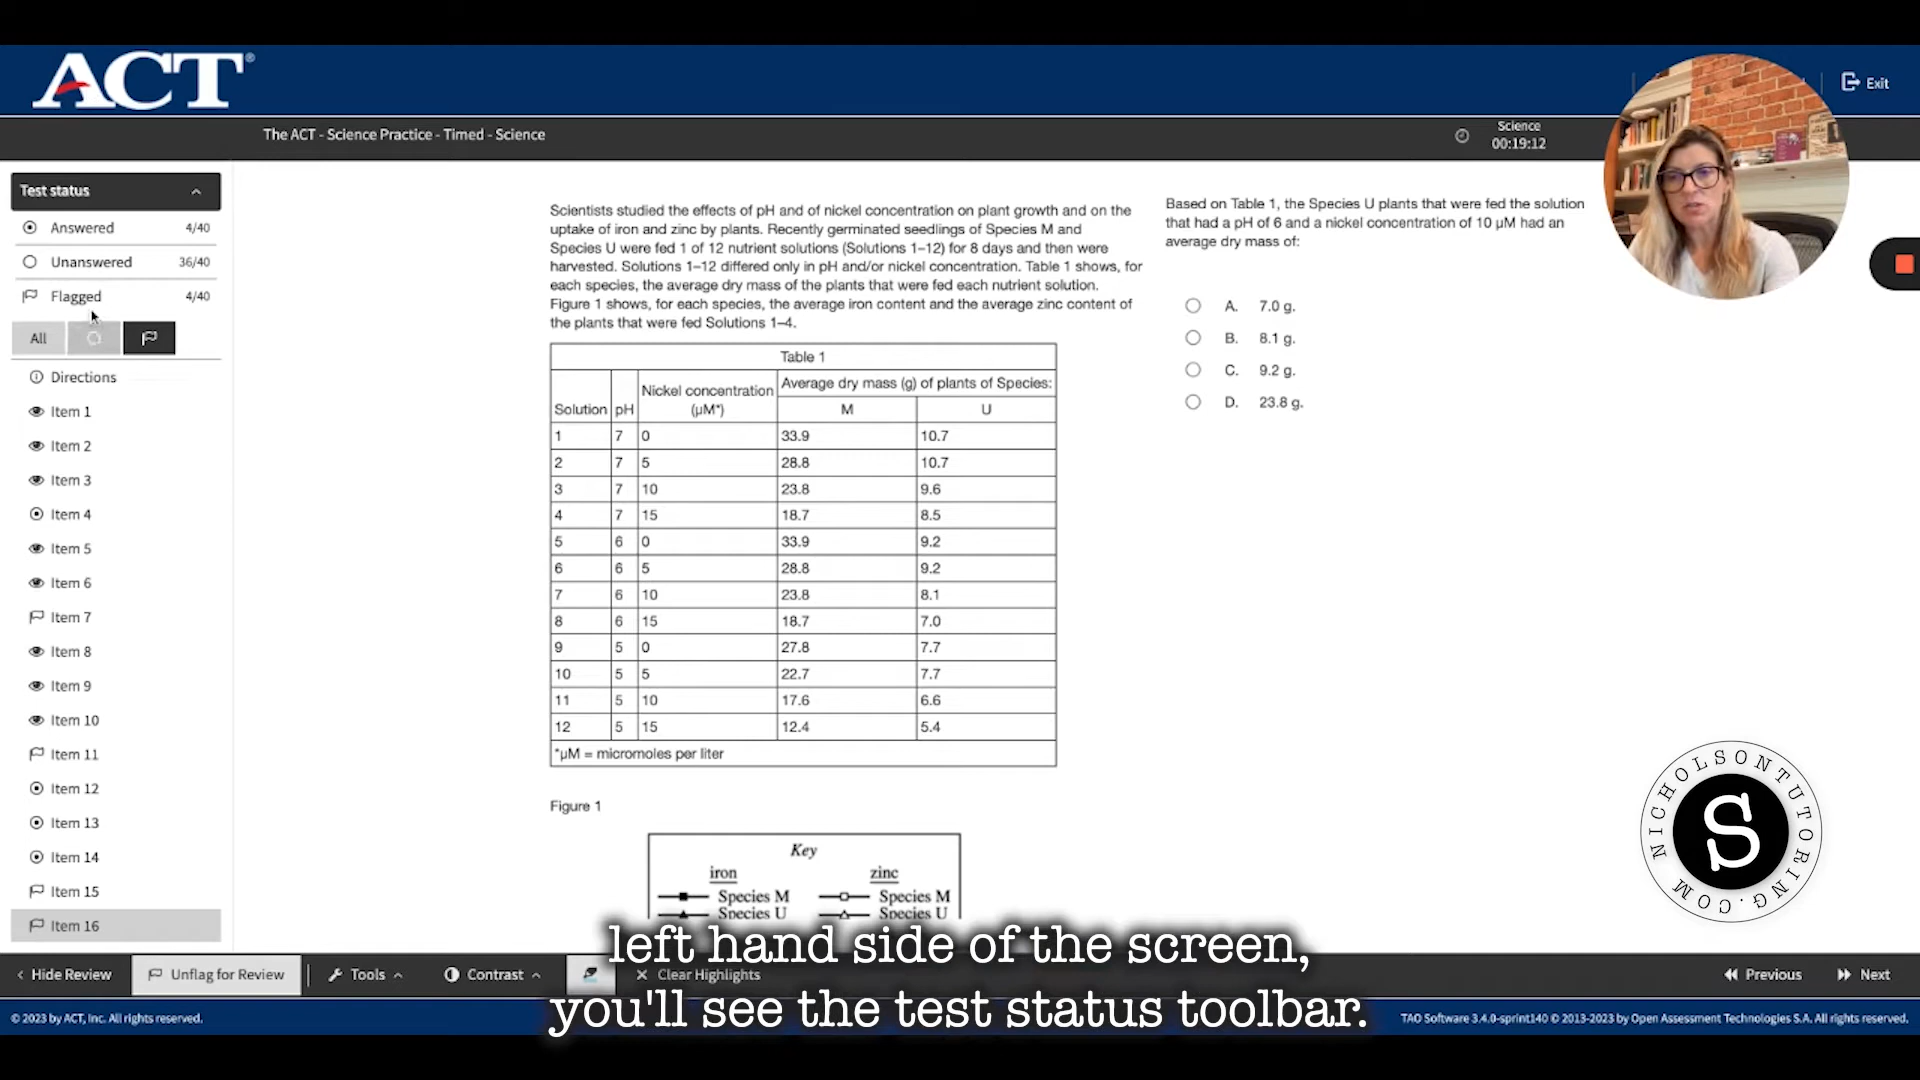 ACT®
Exit
The ACT - Science Practice - Timed - Science
Science
00:19:12
Test status
Answered 4/40
Unanswered 36/40
Flagged 4/40
All
Directions
Item 1
Item 2
Item 3
Item 4
Item 5
Item 6
Item 7
Item 8
Item 9
Item 10
Item 11
Item 12
Item 13
Item 14
Item 15
Item 16
Scientists studied the effects of pH and of nickel concentration on plant growth and on the
uptake of iron and zinc by plants. Recently germinated seedlings of Species M and
Species U were fed 1 of 12 nutrient solutions (Solutions 1–12) for 8 days and then were
harvested. Solutions 1–12 differed only in pH and/or nickel concentration. Table 1 shows, for
each species, the average dry mass of the plants that were fed each nutrient solution.
Figure 1 shows, for each species, the average iron content and the average zinc content of
the plants that were fed Solutions 1–4.
Table 1
Solution pH Nickel concentration (µM*) Average dry mass (g) of plants of Species:
M U
1 7 0 33.9 10.7
2 7 5 28.8 10.7
3 7 10 23.8 9.6
4 7 15 18.7 8.5
5 6 0 33.9 9.2
6 6 5 28.8 9.2
7 6 10 23.8 8.1
8 6 15 18.7 7.0
9 5 0 27.8 7.7
10 5 5 22.7 7.7
11 5 10 17.6 6.6
12 5 15 12.4 5.4
*µM = micromoles per liter
Figure 1
Key
iron zinc
Species M Species M
Species U Species U
Based on Table 1, the Species U plants that were fed the solution
that had a pH of 6 and a nickel concentration of 10 µM had an
average dry mass of:
A. 7.0 g.
B. 8.1 g.
C. 9.2 g.
D. 23.8 g.
NICHOLSONTUTORING.COM
S
left hand side of the screen,
you'll see the test status toolbar.
Hide Review
Unflag for Review
Tools
Contrast
Clear Highlights
Previous
Next
© 2023 by ACT, Inc. All rights reserved.
TAO Software 3.4.0-sprint140 © 2013-2023 by Open Assessment Technologies S.A. All rights reserved.